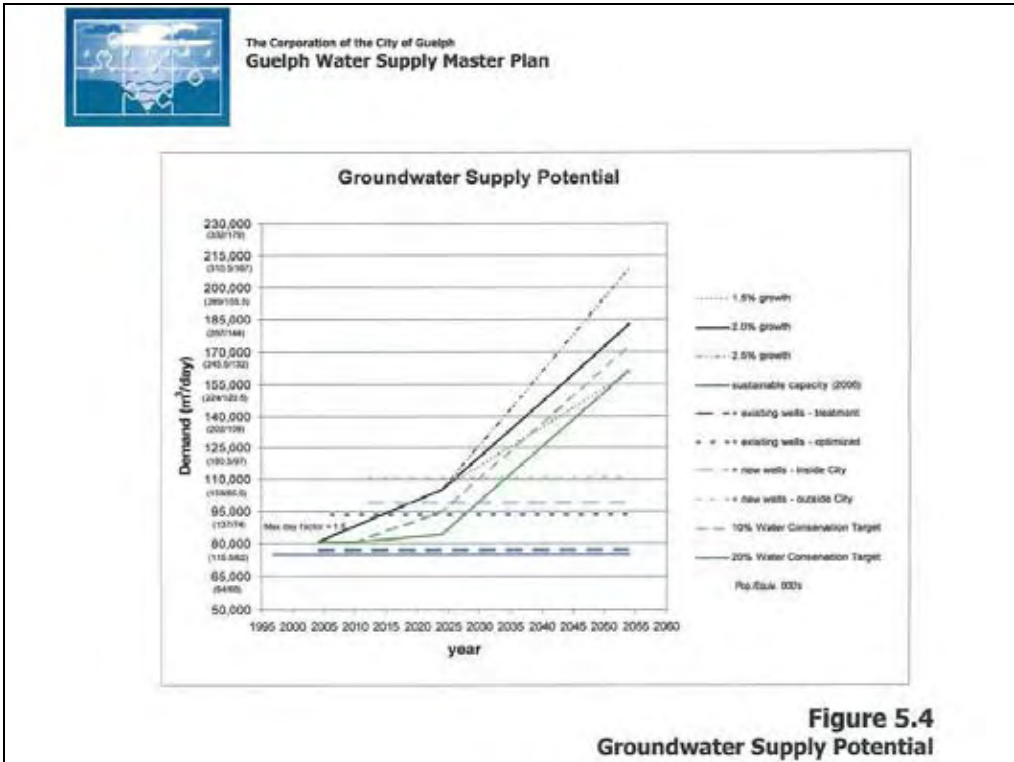 The Corporation of the City of Guelph
Guelph Water Supply Master Plan
Groundwater Supply Potential
Demand (m³/day)
230,000
215,000
200,000
185,000
170,000
155,000
140,000
125,000
110,000
95,000
80,000
65,000
50,000
Max day factor = 1.5
1995 2000 2005 2010 2015 2020 2025 2030 2035 2040 2045 2050 2055 2060
year
1.5% growth
2.0% growth
2.5% growth
sustainable capacity (2006)
+ existing wells - treatment
+ existing wells - optimized
+ new wells - inside City
+ new wells - outside City
10% Water Conservation Target
20% Water Conservation Target
Pop./Equiv. 000's
Figure 5.4
Groundwater Supply Potential